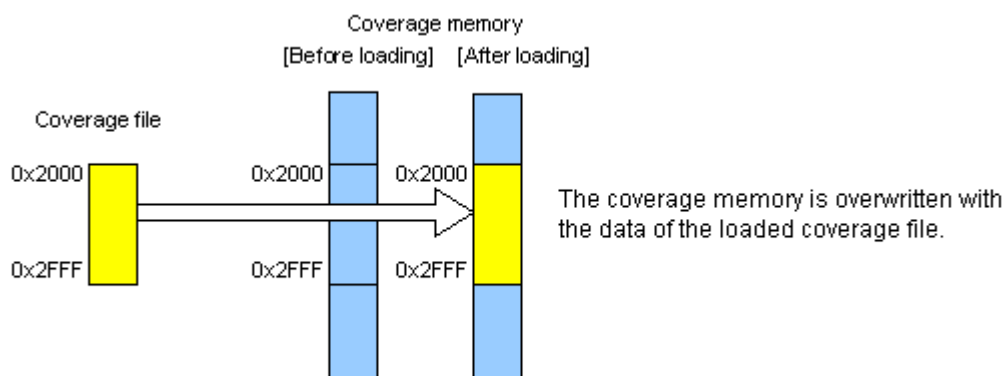 Coverage memory
[Before loading] [After loading]
Coverage file
0x2000 0x2000 0x2000
The coverage memory is overwritten with
the data of the loaded coverage file.
0x2FFF 0x2FFF 0x2FFF